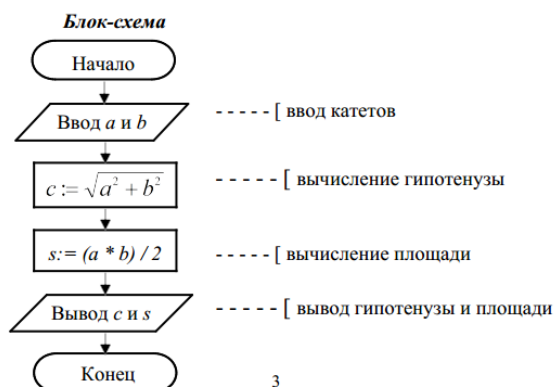 Блок-схема
Начало
Ввод a и b - - - - - [ ввод катетов
c := √a² + b² - - - - - [ вычисление гипотенузы
s:= (a * b) / 2 - - - - - [ вычисление площади
Вывод c и s - - - - - [ вывод гипотенузы и площади
Конец
3